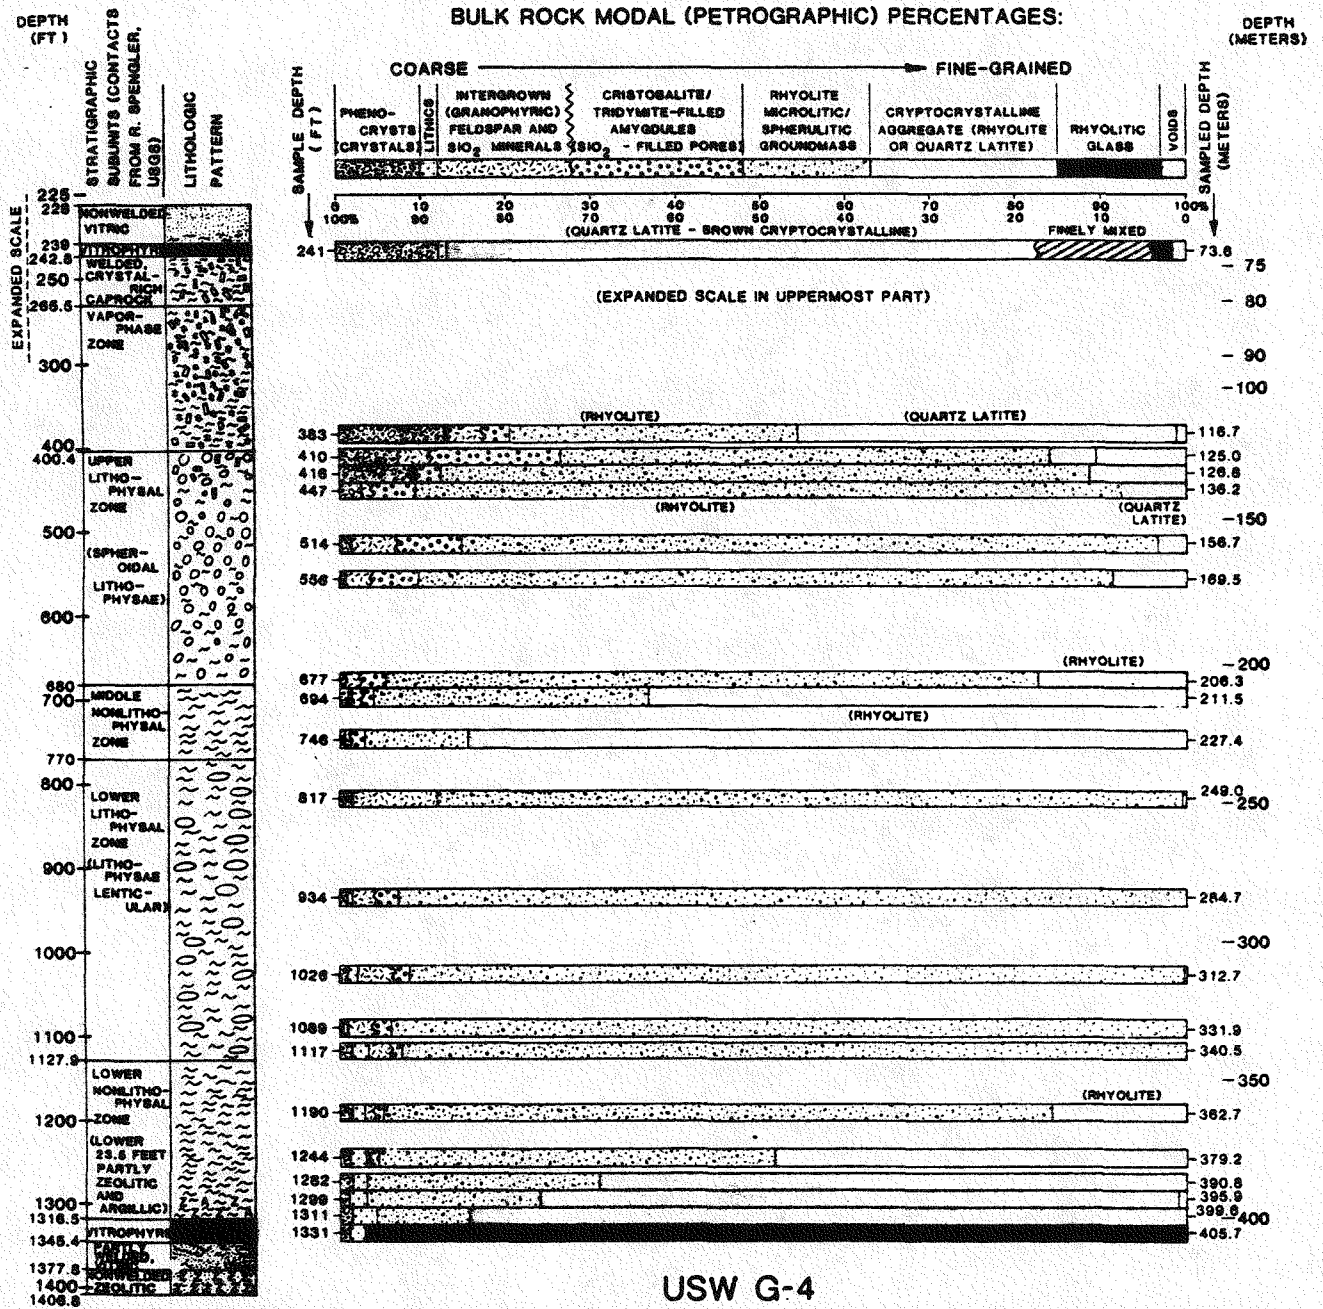 BULK ROCK MODAL (PETROGRAPHIC) PERCENTAGES:
DEPTH
(FT)
STRATIGRAPHIC
SUBUNITS (CONTACTS
FROM R. SPENGLER,
USGS)
LITHOLOGIC
PATTERN
SAMPLE DEPTH
(FT)
COARSE
FINE-GRAINED
PHENO-
CRYSTS
(CRYSTALS)
LITHICS
INTERGROWN
(GRANOPHYRIC)
FELDSPAR AND
SIO2 MINERALS
CRISTOBALITE/
TRIDYMITE-FILLED
AMYGDULES
(SIO2 - FILLED PORES)
RHYOLITE
MICROLITIC/
SPHERULITIC
GROUNDMASS
CRYPTOCRYSTALLINE
AGGREGATE (RHYOLITE
OR QUARTZ LATITE)
RHYOLITIC
GLASS
VOIDS
SAMPLED DEPTH
(METERS)
DEPTH
(METERS)
0 10 20 30 40 50 60 70 80 90 100%
100% 90 80 70 60 50 40 30 20 10 0
(QUARTZ LATITE - BROWN CRYPTOCRYSTALLINE)
FINELY MIXED
(EXPANDED SCALE IN UPPERMOST PART)
EXPANDED SCALE
225
228
239
242.8
250
266.5
300
400
400.4
500
600
680
700
770
800
900
1000
1100
1127.9
1200
1300
1316.5
1345.4
1377.8
1400
1406.8
NONWELDED
VITRIC
VITROPHYRE
WELDED,
CRYSTAL-
RICH
CAPROCK
VAPOR-
PHASE
ZONE
UPPER
LITHO-
PHYSAL
ZONE
(SPHER-
OIDAL
LITHO-
PHYSAE)
MIDDLE
NONLITHO-
PHYSAL
ZONE
LOWER
LITHO-
PHYSAL
ZONE
(LITHO-
PHYSAE
LENTIC-
ULAR)
LOWER
NONLITHO-
PHYSAL
ZONE
(LOWER
23.5 FEET
PARTLY
ZEOLITIC
AND
ARGILLIC)
VITROPHYRE
PARTLY
WELDED,
NONWELDED
ZEOLITIC
241 73.6
(RHYOLITE) (QUARTZ LATITE)
383 116.7
410 125.0
416 126.8
447 136.2
(RHYOLITE) (QUARTZ
LATITE)
514 156.7
556 169.5
(RHYOLITE)
677 206.3
694 211.5
(RHYOLITE)
746 227.4
817 249.0
934 284.7
1026 312.7
1089 331.9
1117 340.5
(RHYOLITE)
1190 362.7
1244 379.2
1282 390.8
1299 395.9
1311 399.6
1331 405.7
75
80
90
100
150
200
250
300
350
400
USW G-4